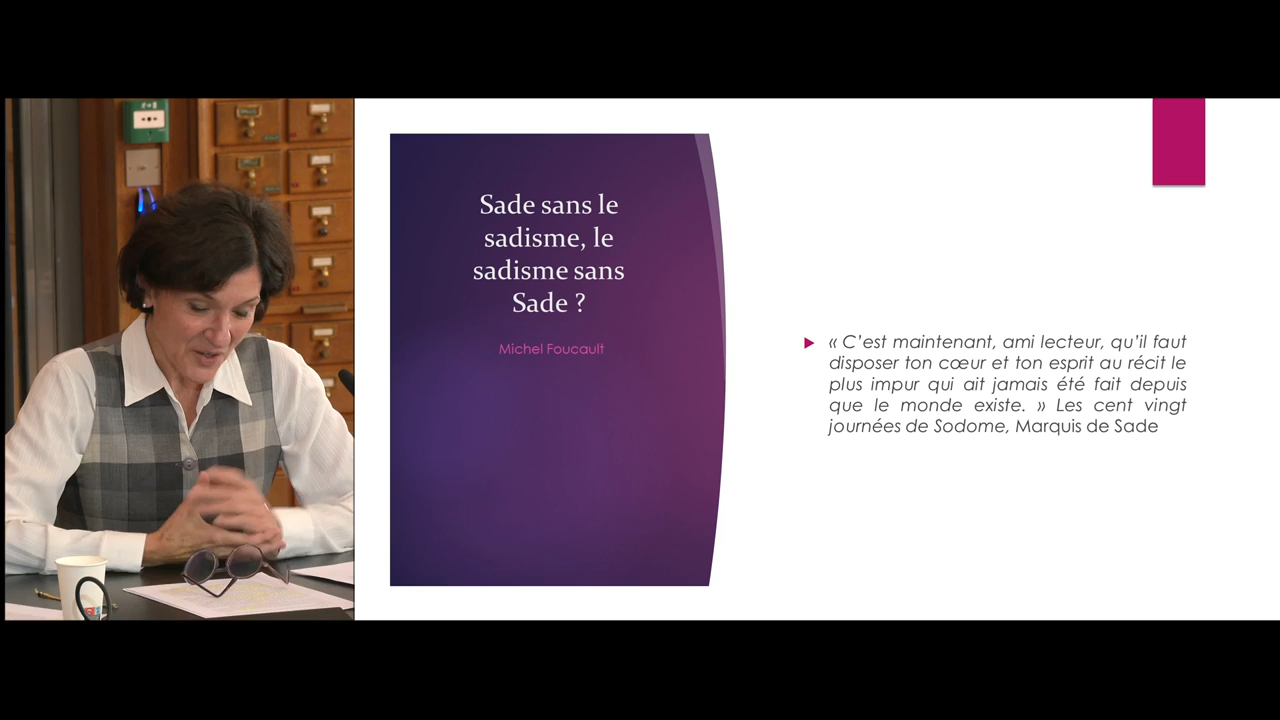 Sade sans le
sadisme, le
sadisme sans
Sade ?
Michel Foucault
« C’est maintenant, ami lecteur, qu’il faut
disposer ton cœur et ton esprit au récit le
plus impur qui ait jamais été fait depuis
que le monde existe. » Les cent vingt
journées de Sodome, Marquis de Sade